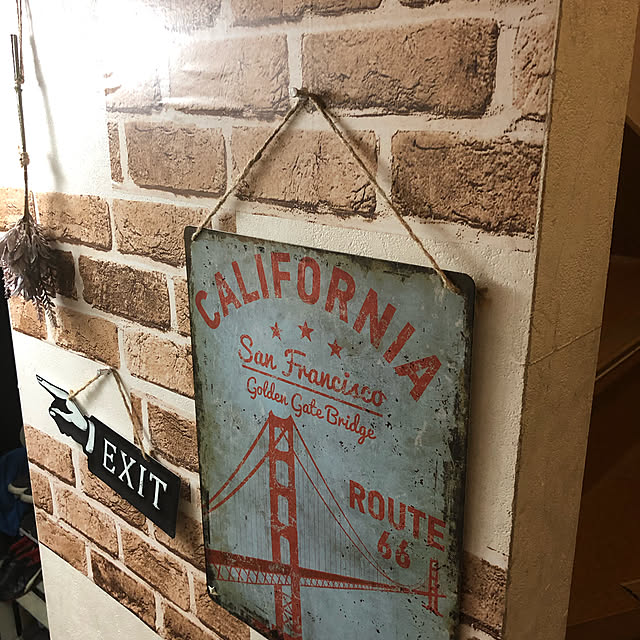 CALIFORNIA
San Francisco
Golden Gate Bridge
ROUTE
66
EXIT